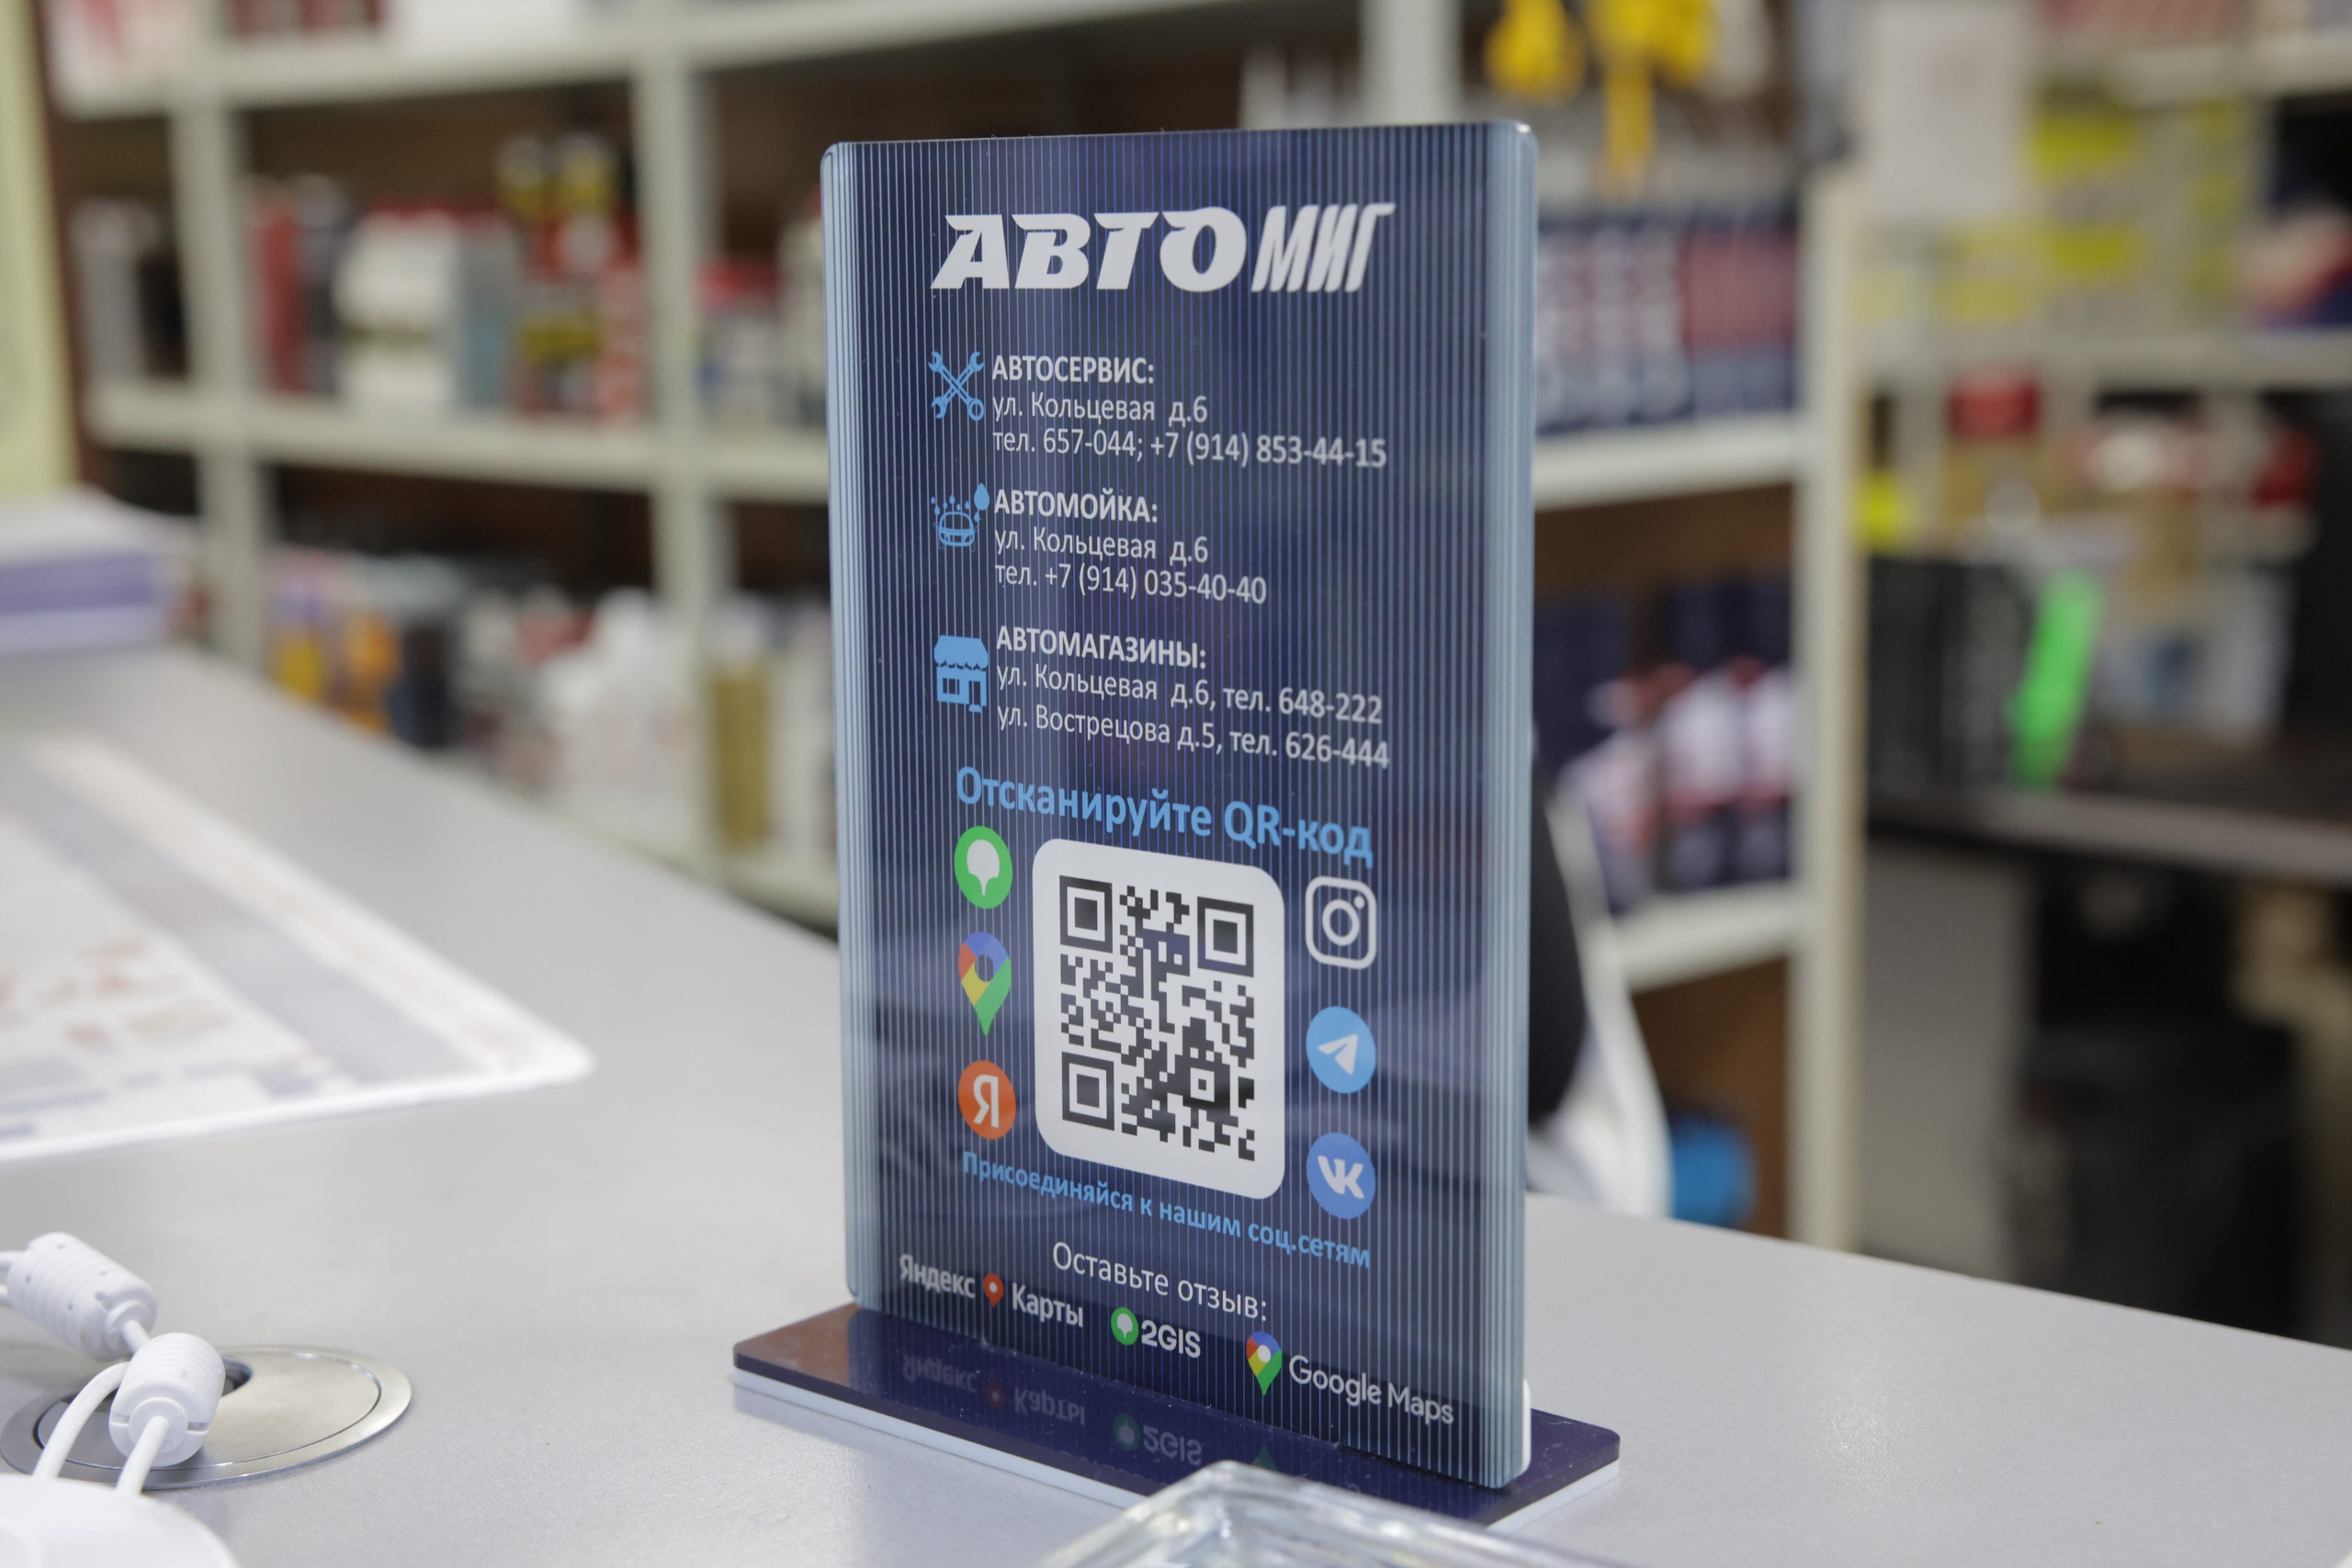 АВТОМИГ
АВТОСЕРВИС:
ул. Кольцевая д.6
тел. 657-044; +7 (914) 853-44-15
АВТОМОЙКА:
ул. Кольцевая д.6
тел. +7 (914) 035-40-40
АВТОМАГАЗИНЫ:
ул. Кольцевая д.6, тел. 648-222
ул. Вострецова д.5, тел. 626-444
Отсканируйте QR-код
Я
VK
Присоединяйся к нашим соц.сетям
Оставьте отзыв:
Яндекс Карты 2GIS Google Maps